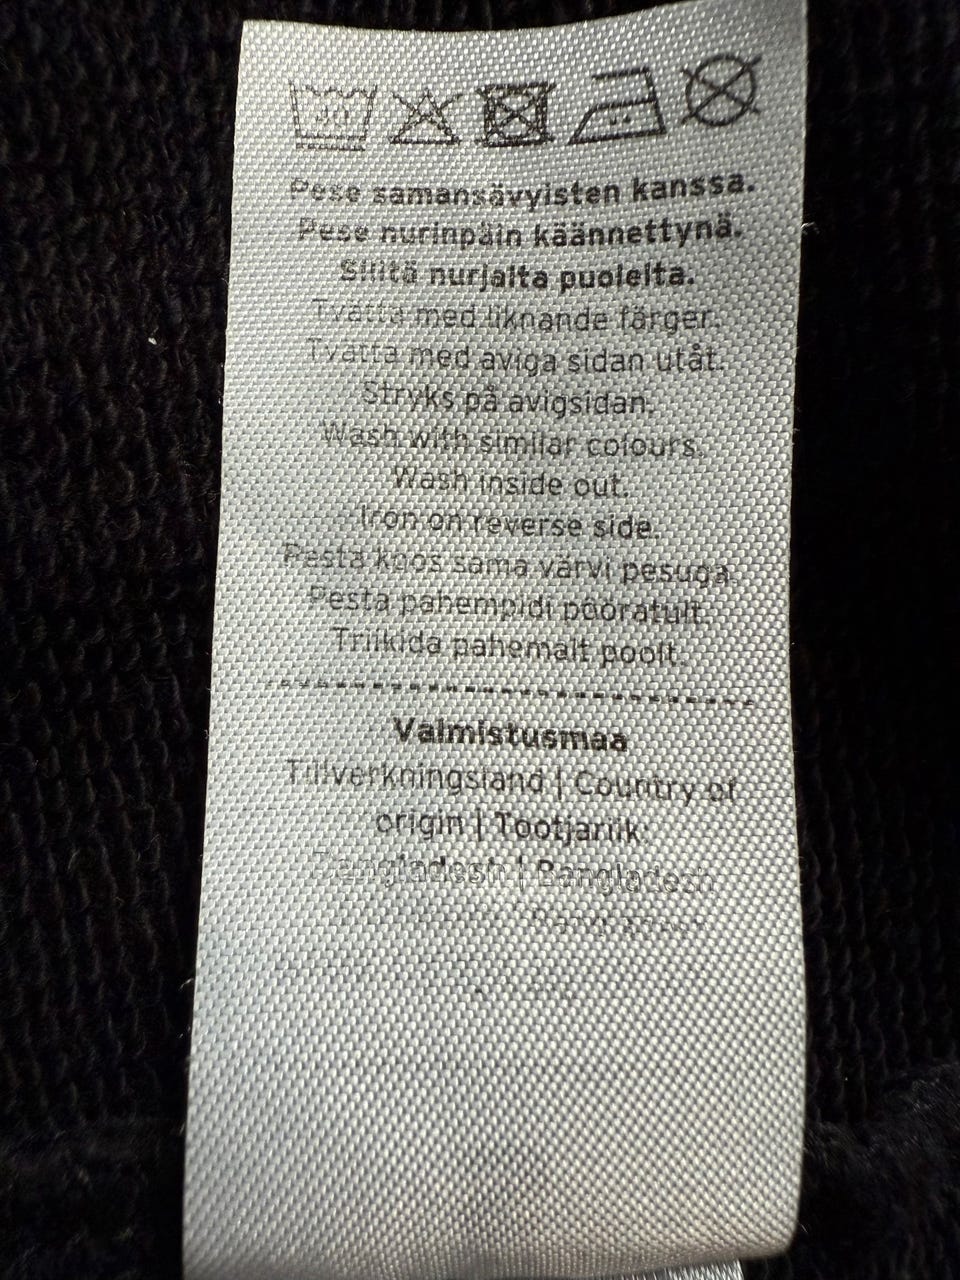 Pese samansävyisten kanssa.
Pese nurinpäin käännettynä.
Silitä nurjalta puolelta.
Tvätta med liknande färger.
Tvätta med aviga sidan utåt.
Stryks på avigsidan.
Wash with similar colours.
Wash inside out.
Iron on reverse side.
Pesta koos sama värvi pesuga.
Pesta pahempidi pööratult.
Triikida pahemalt poolt.
Valmistusmaa
Tillverkningsland | Country of
origin | Tootjariik:
Bangladesh | Bangladesh